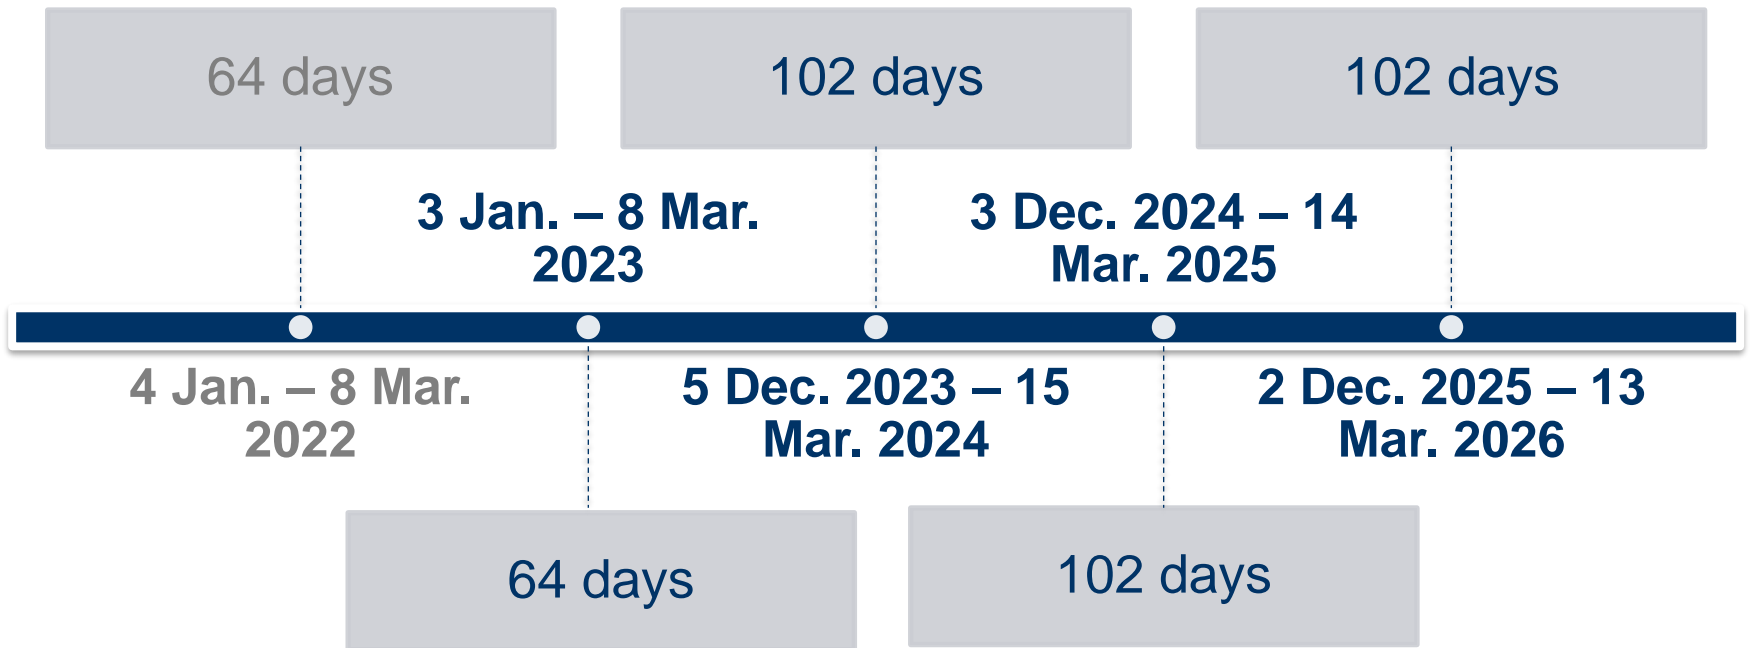 64 days
102 days
102 days
3 Jan. – 8 Mar.
2023
3 Dec. 2024 – 14
Mar. 2025
4 Jan. – 8 Mar.
2022
5 Dec. 2023 – 15
Mar. 2024
2 Dec. 2025 – 13
Mar. 2026
64 days
102 days